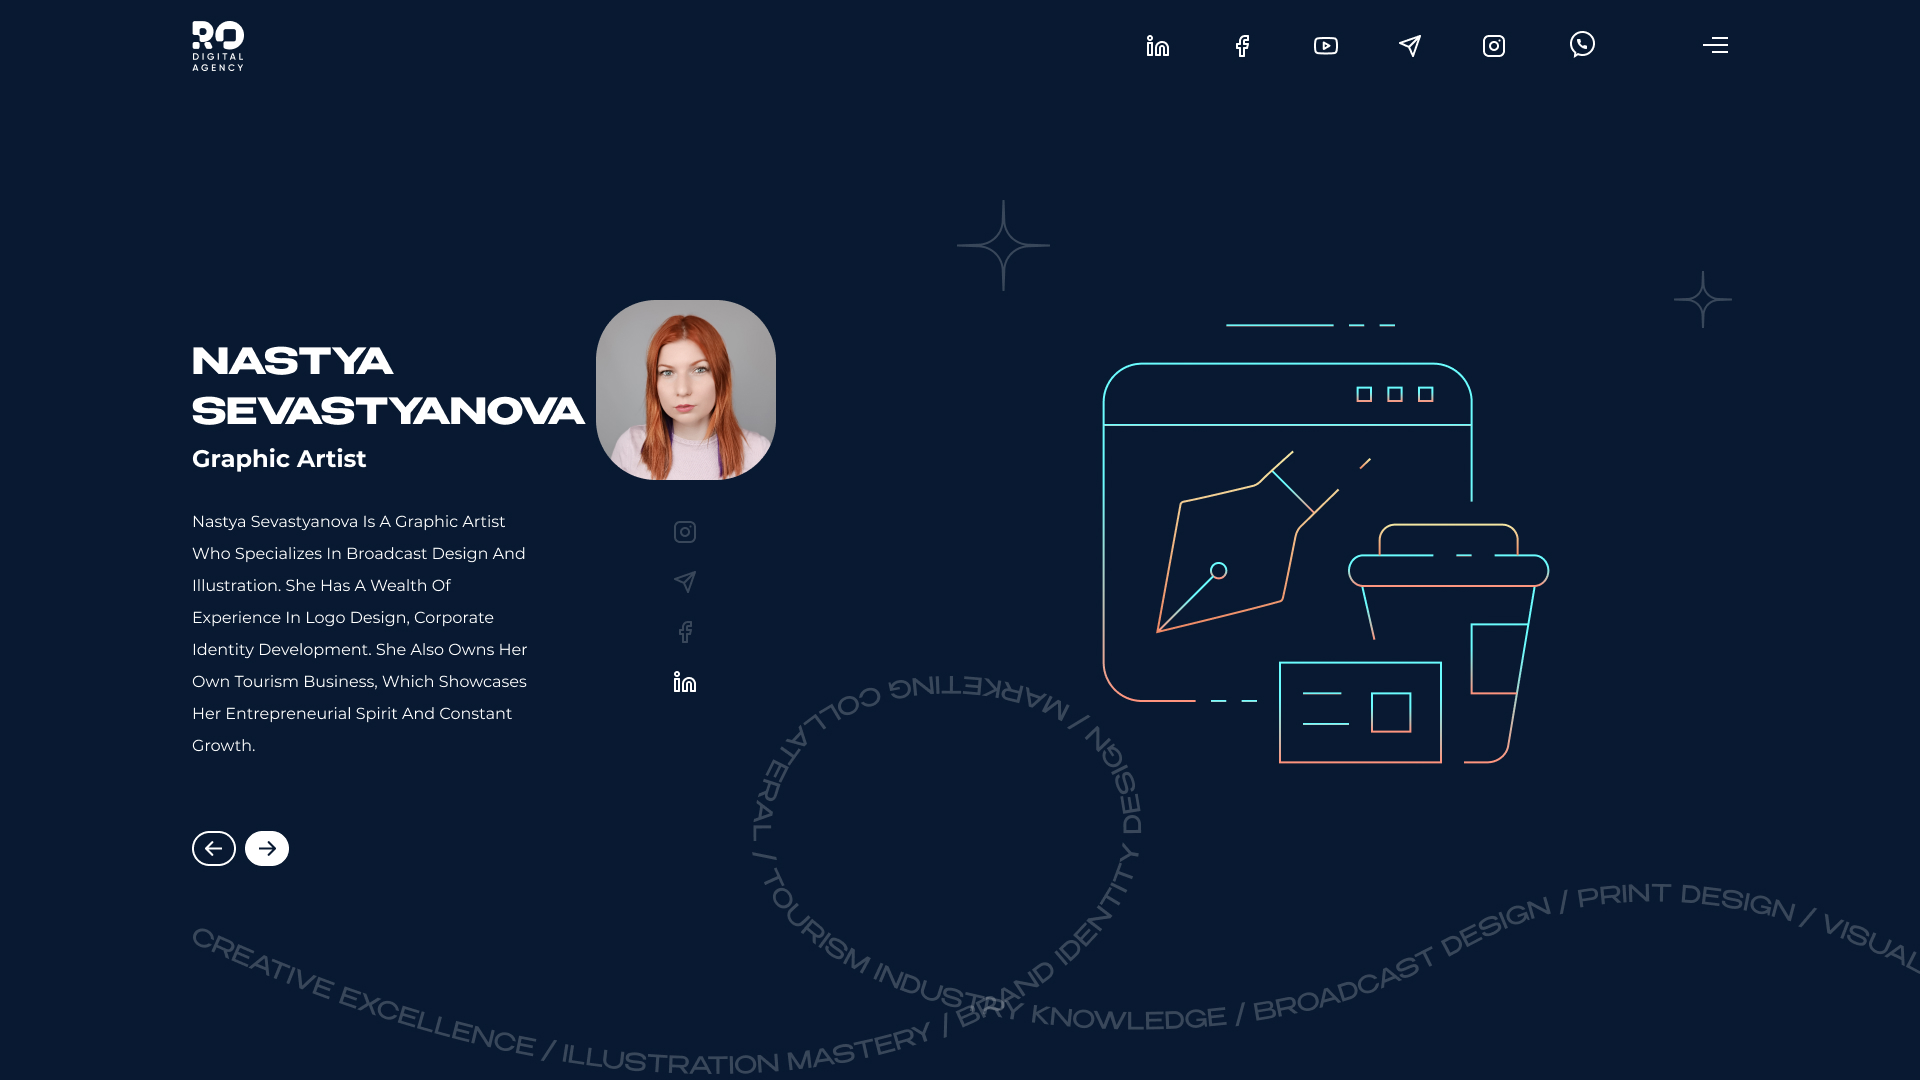 RO
DIGITAL
AGENCY
NASTYA
SEVASTYANOVA
Graphic Artist
Nastya Sevastyanova Is A Graphic Artist
Who Specializes In Broadcast Design And
Illustration. She Has A Wealth Of
Experience In Logo Design, Corporate
Identity Development. She Also Owns Her
Own Tourism Business, Which Showcases
Her Entrepreneurial Spirit And Constant
Growth.
CREATIVE EXCELLENCE / ILLUSTRATION MASTERY / BRAND IDENTITY DESIGN / MARKETING COLLATERAL / TOURISM INDUSTRY KNOWLEDGE / BROADCAST DESIGN / PRINT DESIGN / VISUAL